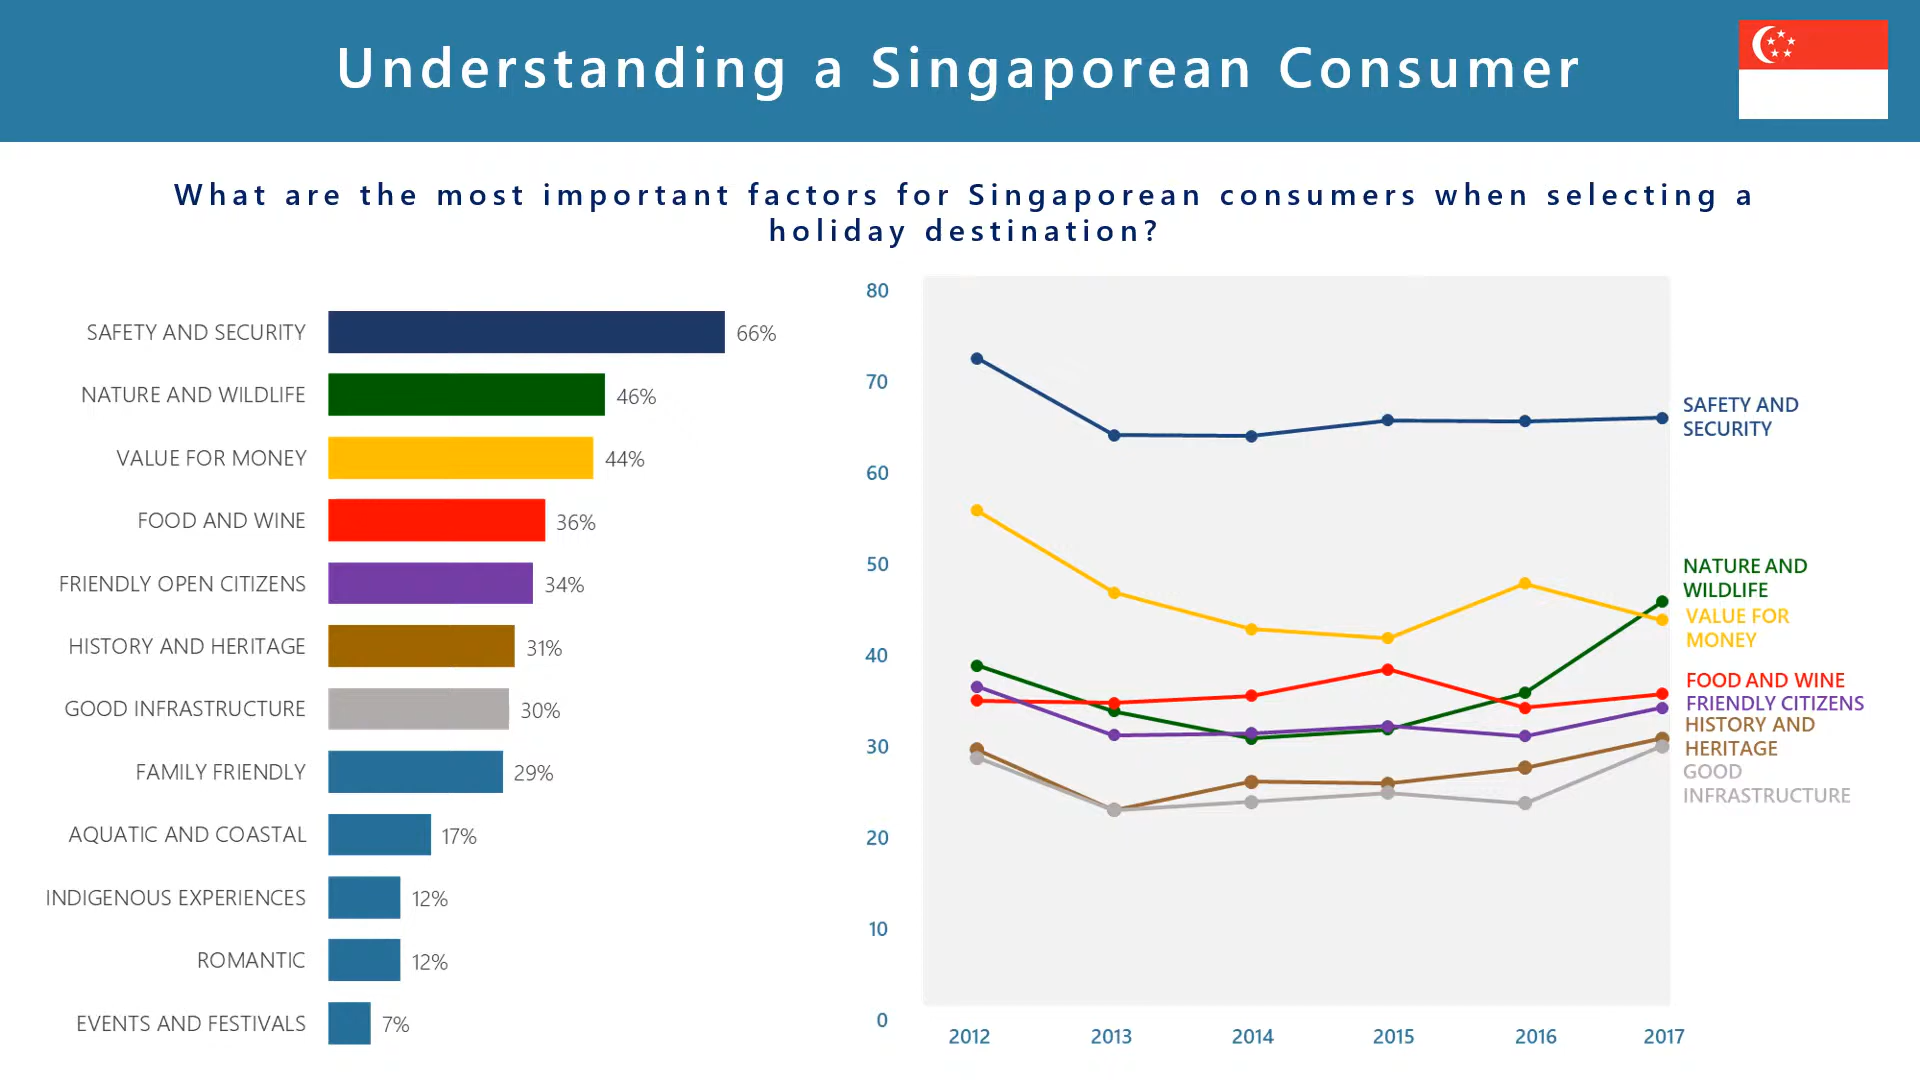 Understanding a Singaporean Consumer
What are the most important factors for Singaporean consumers when selecting a
holiday destination?
SAFETY AND SECURITY 66%
NATURE AND WILDLIFE 46%
VALUE FOR MONEY 44%
FOOD AND WINE 36%
FRIENDLY OPEN CITIZENS 34%
HISTORY AND HERITAGE 31%
GOOD INFRASTRUCTURE 30%
FAMILY FRIENDLY 29%
AQUATIC AND COASTAL 17%
INDIGENOUS EXPERIENCES 12%
ROMANTIC 12%
EVENTS AND FESTIVALS 7%
80
70
60
50
40
30
20
10
0
2012 2013 2014 2015 2016 2017
SAFETY AND
SECURITY
NATURE AND
WILDLIFE
VALUE FOR
MONEY
FOOD AND WINE
FRIENDLY CITIZENS
HISTORY AND
HERITAGE
GOOD
INFRASTRUCTURE